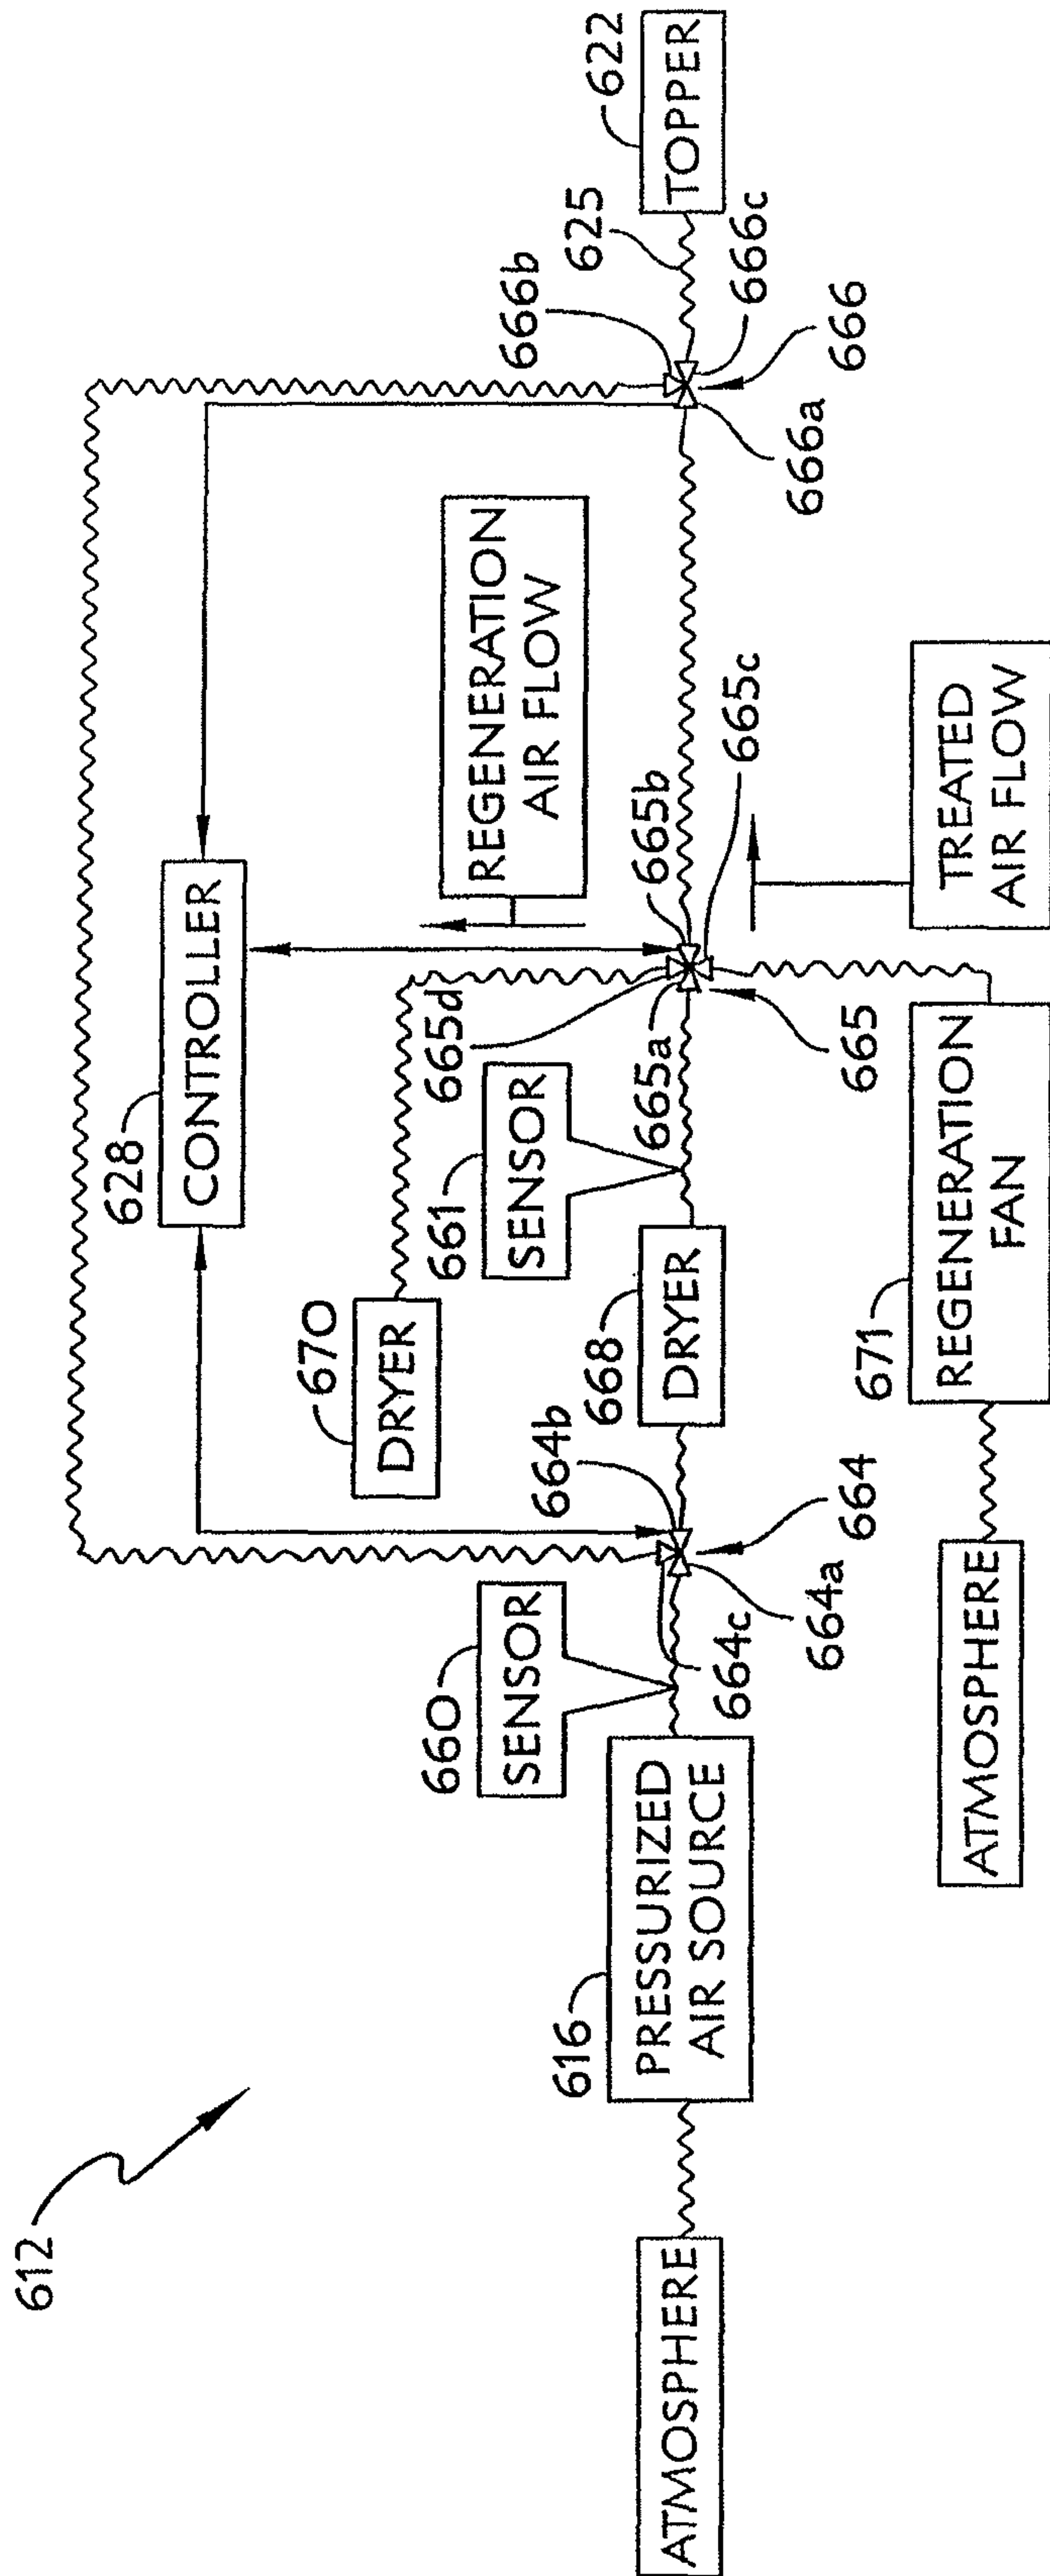 612
628
CONTROLLER
670
DRYER
REGENERATION
AIR FLOW
660
SENSOR
661
SENSOR
665d
666b
625
622
616
PRESSURIZED
AIR SOURCE
664b
668
DRYER
665a
665b
TOPPER
ATMOSPHERE
664c
664a
664
665
665c
666a
666
666c
ATMOSPHERE
671
REGENERATION
FAN
TREATED
AIR FLOW